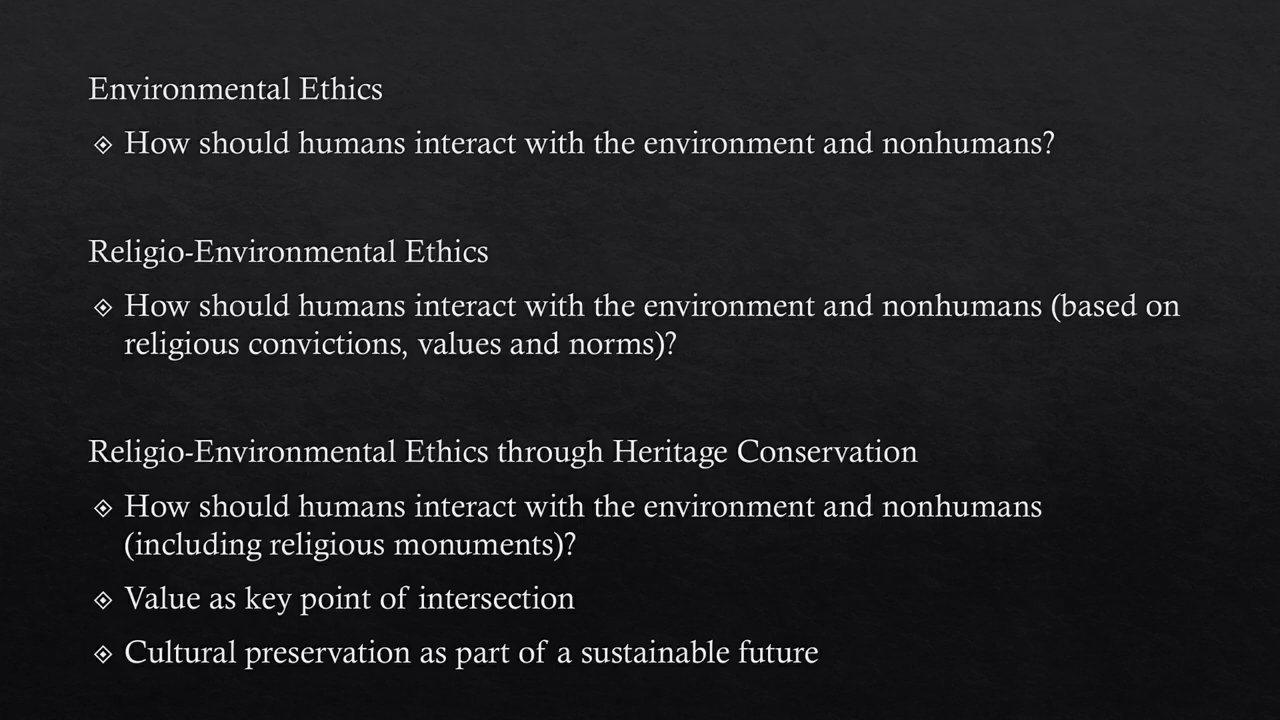 Environmental Ethics
How should humans interact with the environment and nonhumans?
Religio-Environmental Ethics
How should humans interact with the environment and nonhumans (based on
religious convictions, values and norms)?
Religio-Environmental Ethics through Heritage Conservation
How should humans interact with the environment and nonhumans
(including religious monuments)?
Value as key point of intersection
Cultural preservation as part of a sustainable future